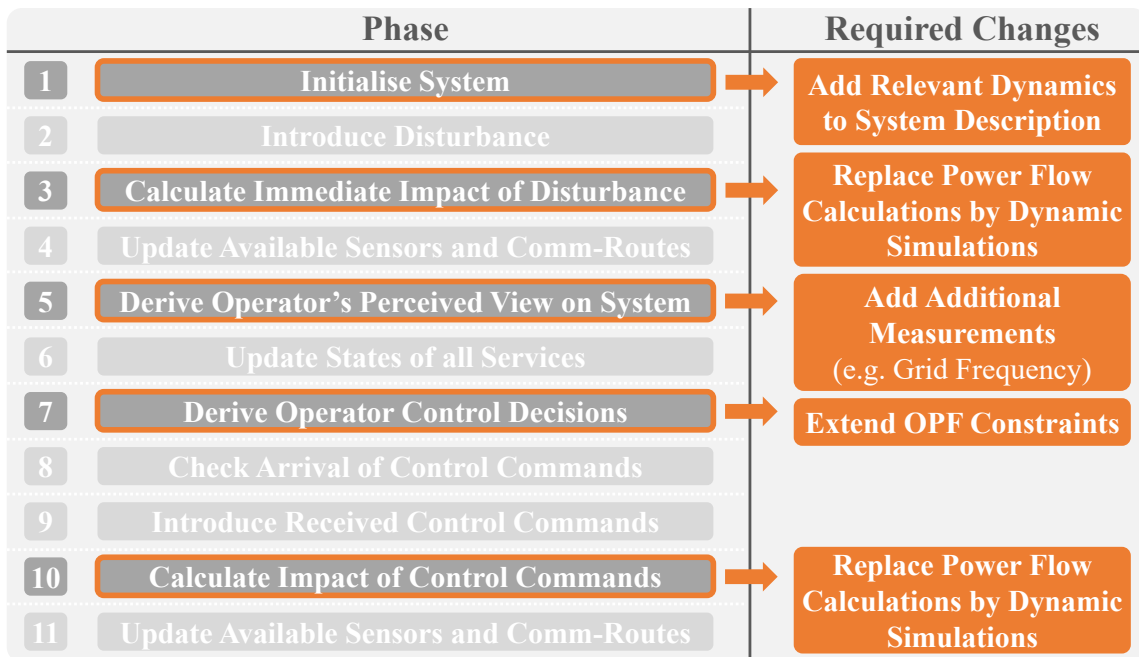 Phase
Required Changes
1
Initialise System
Add Relevant Dynamics
to System Description
2
Introduce Disturbance
3
Calculate Immediate Impact of Disturbance
Replace Power Flow
Calculations by Dynamic
Simulations
4
Update Available Sensors and Comm-Routes
5
Derive Operator’s Perceived View on System
Add Additional
Measurements
(e.g. Grid Frequency)
6
Update States of all Services
7
Derive Operator Control Decisions
Extend OPF Constraints
8
Check Arrival of Control Commands
9
Introduce Received Control Commands
10
Calculate Impact of Control Commands
Replace Power Flow
Calculations by Dynamic
Simulations
11
Update Available Sensors and Comm-Routes